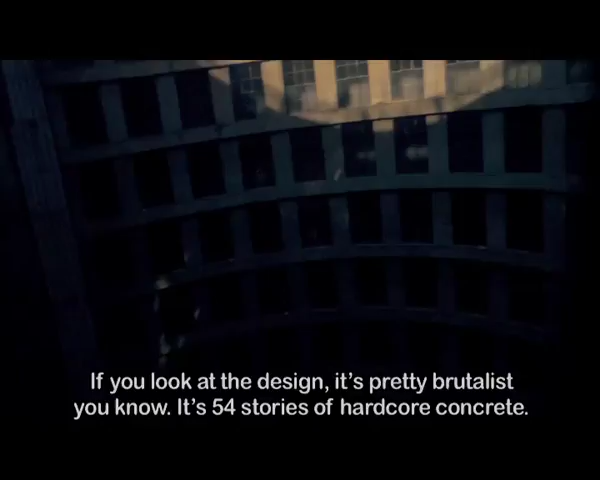 If you look at the design, it's pretty brutalist
you know. It's 54 stories of hardcore concrete.